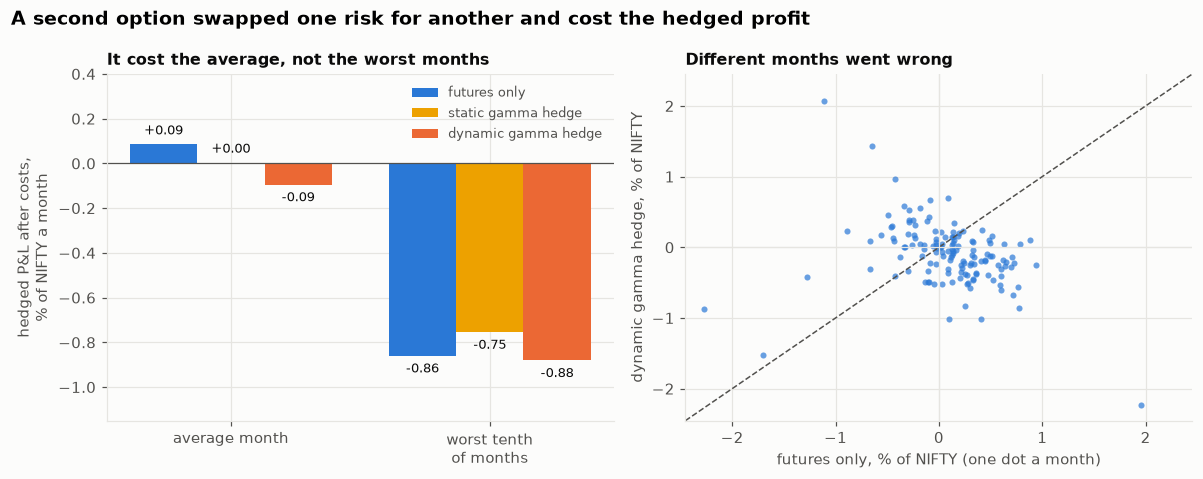 A second option swapped one risk for another and cost the hedged profit
It cost the average, not the worst months
hedged P&L after costs,
% of NIFTY a month
0.4
0.2
0.0
−0.2
−0.4
−0.6
−0.8
−1.0
futures only
static gamma hedge
dynamic gamma hedge
+0.09
+0.00
-0.09
-0.86
-0.75
-0.88
average month
worst tenth
of months
Different months went wrong
dynamic gamma hedge, % of NIFTY
2
1
0
−1
−2
−2
−1
0
1
2
futures only, % of NIFTY (one dot a month)